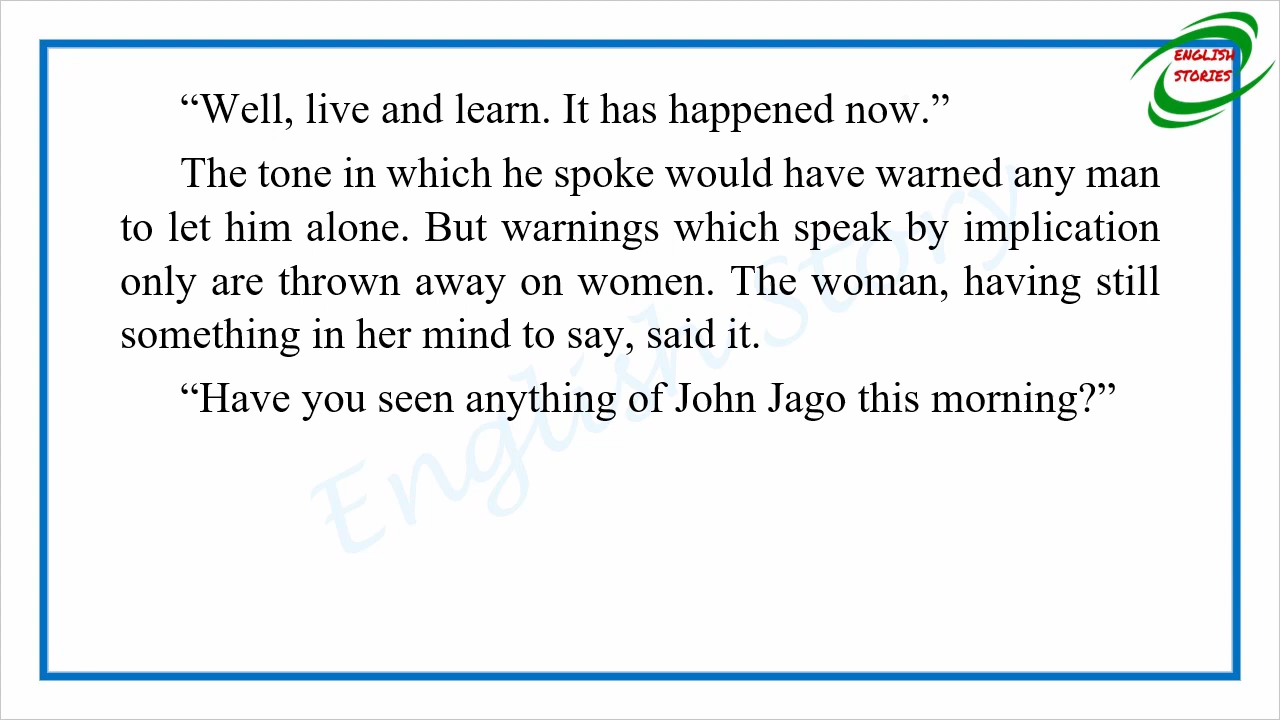 ENGLISH
STORIES
“Well, live and learn. It has happened now.”
The tone in which he spoke would have warned any man
to let him alone. But warnings which speak by implication
only are thrown away on women. The woman, having still
something in her mind to say, said it.
“Have you seen anything of John Jago this morning?”
English Story